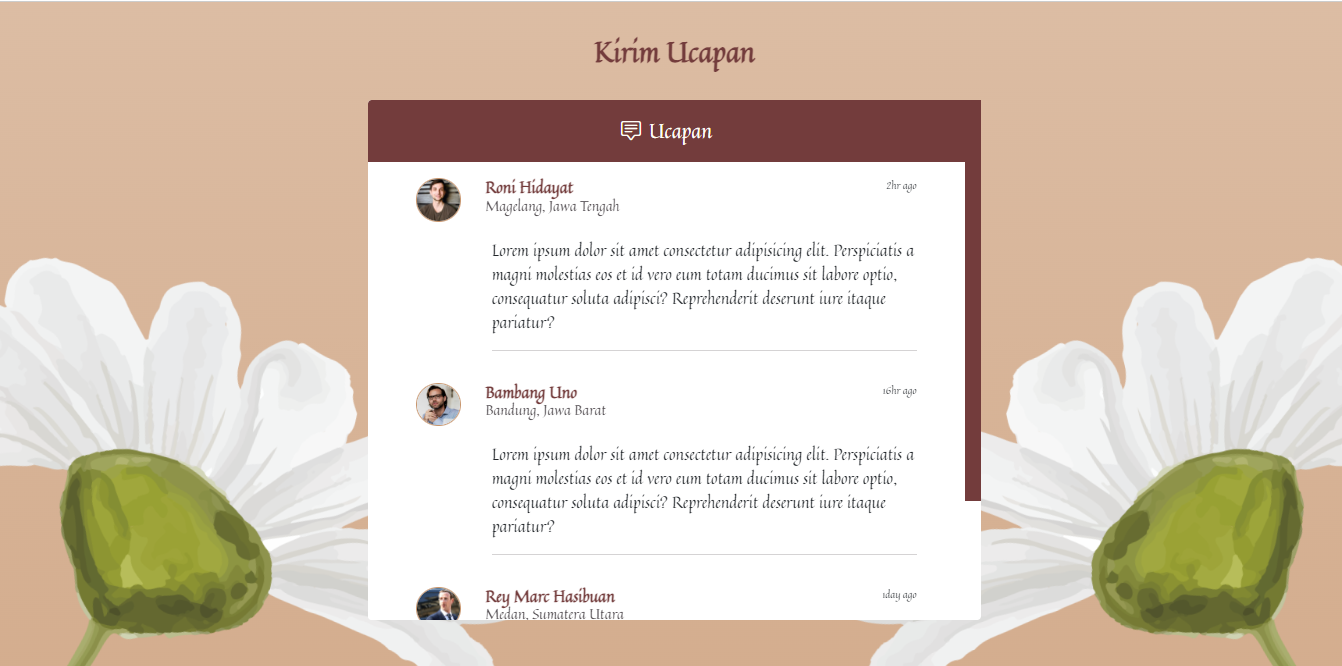 Kirim Ucapan
Ucapan
Roni Hidayat
2hr ago
Magelang, Jawa Tengah
Lorem ipsum dolor sit amet consectetur adipisicing elit. Perspiciatis a
magni molestias eos et id vero eum totam ducimus sit labore optio,
consequatur soluta adipisci? Reprehenderit deserunt iure itaque
pariatur?
Bambang Uno
16hr ago
Bandung, Jawa Barat
Lorem ipsum dolor sit amet consectetur adipisicing elit. Perspiciatis a
magni molestias eos et id vero eum totam ducimus sit labore optio,
consequatur soluta adipisci? Reprehenderit deserunt iure itaque
pariatur?
Rey Marc Hasibuan
1day ago
Medan, Sumatera Utara